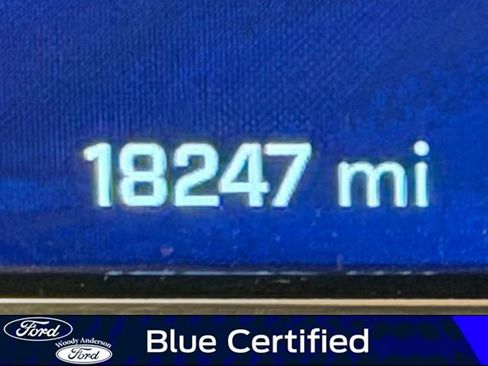 18247 mi
Ford
Woody Anderson
Ford
Blue Certified